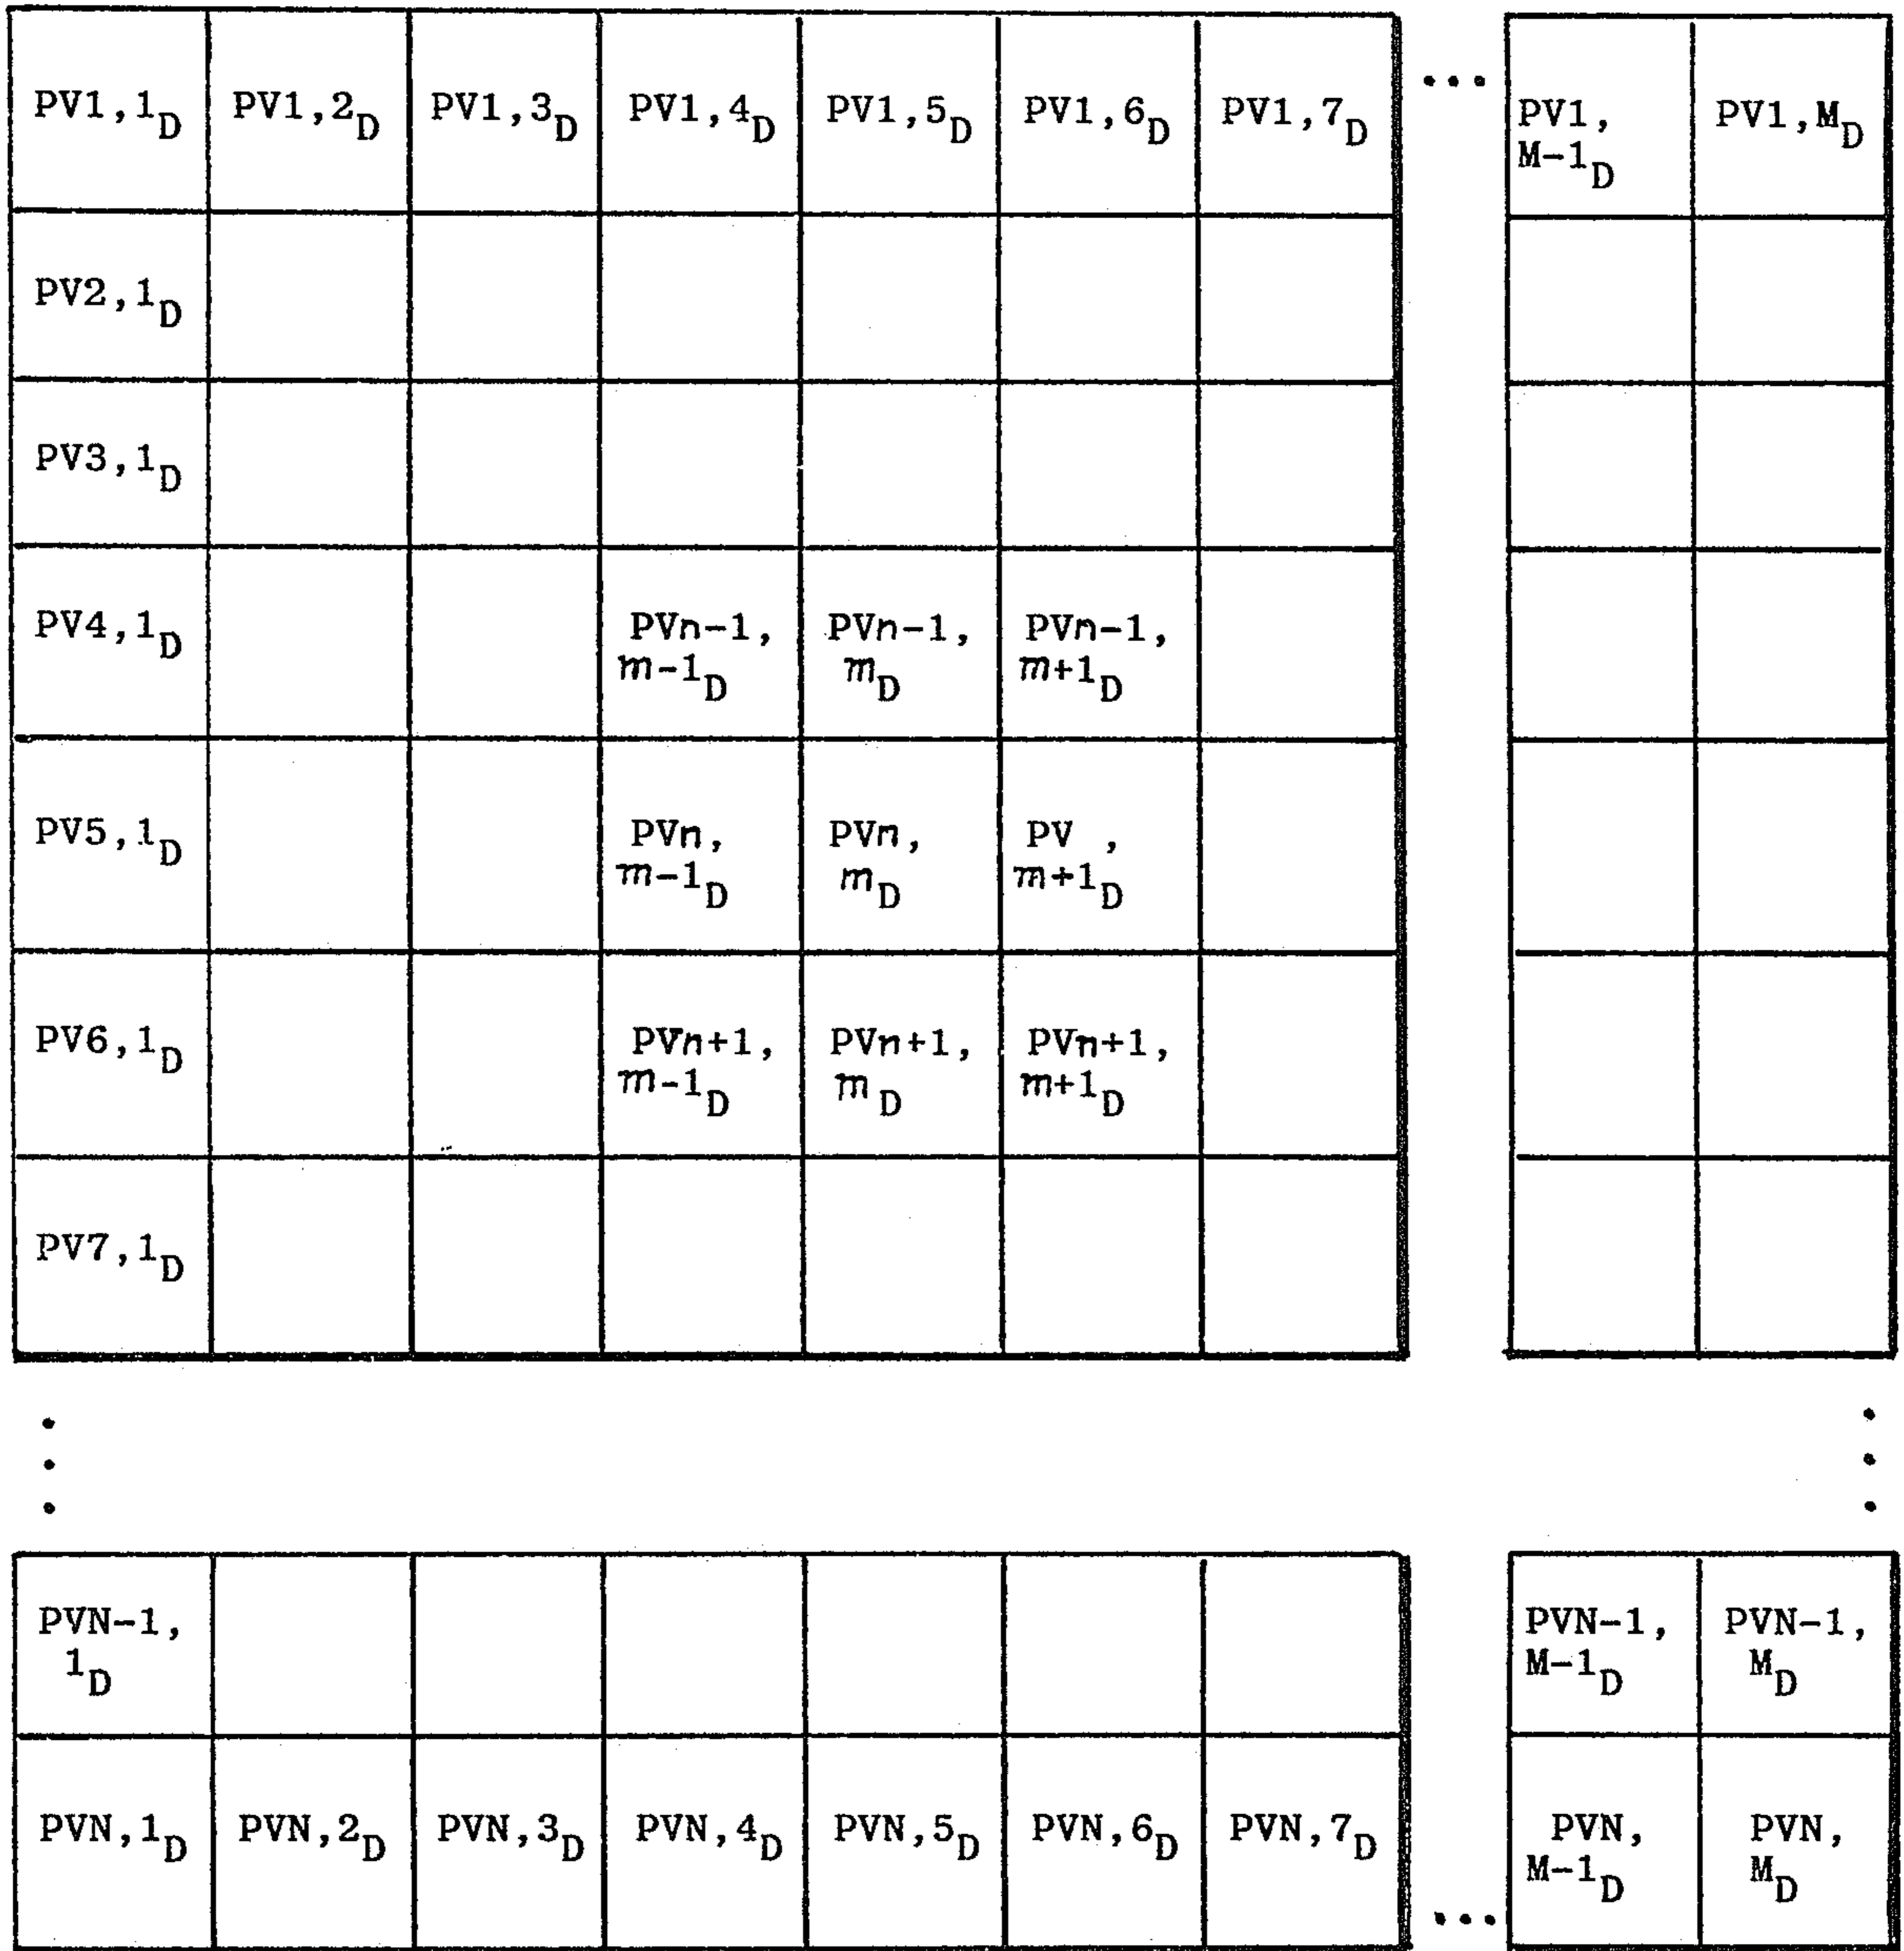 PV1,1D PV1,2D PV1,3D PV1,4D PV1,5D PV1,6D PV1,7D ... PV1, PV1,MD
M-1D
PV2,1D
PV3,1D
PV4,1D PVn-1, PVn-1, PVn-1,
m-1D mD m+1D
PV5,1D PVn, PVn, PV ,
m-1D mD m+1D
PV6,1D PVn+1, PVn+1, PVn+1,
m-1D mD m+1D
PV7,1D
PVN-1, PVN-1, PVN-1,
1D M-1D MD
PVN,1D PVN,2D PVN,3D PVN,4D PVN,5D PVN,6D PVN,7D ... PVN, PVN,
M-1D MD